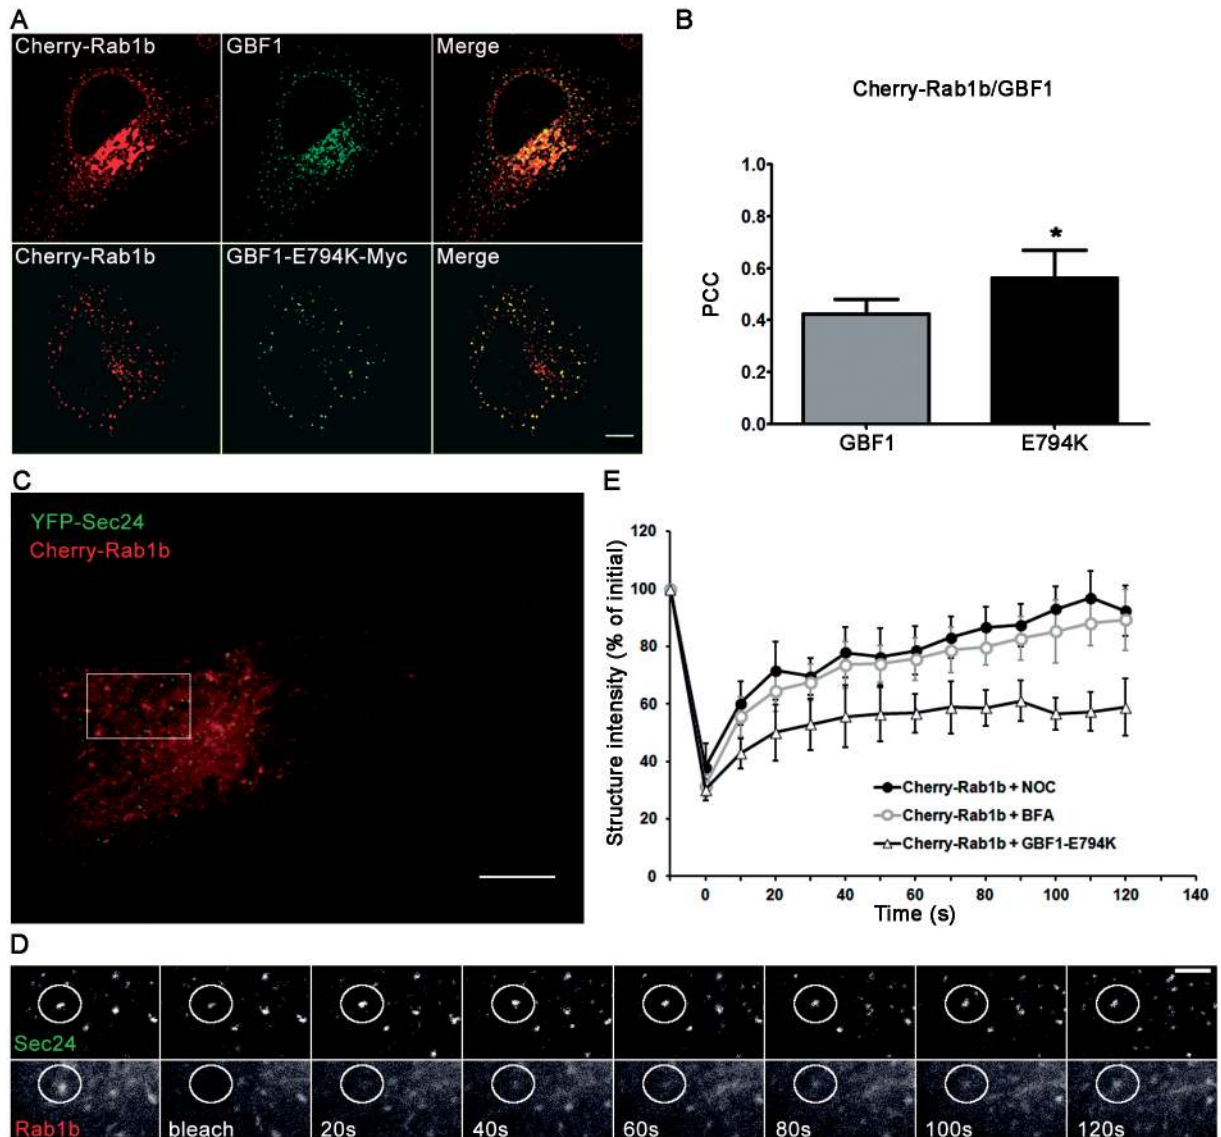 A
Cherry-Rab1b
GBF1
Merge
Cherry-Rab1b
GBF1-E794K-Myc
Merge
B
Cherry-Rab1b/GBF1
PCC
1.0
0.8
0.6
0.4
0.2
0.0
*
GBF1
E794K
C
YFP-Sec24
Cherry-Rab1b
E
Structure intensity (% of initial)
120
100
80
60
40
20
0
Cherry-Rab1b + NOC
Cherry-Rab1b + BFA
Cherry-Rab1b + GBF1-E794K
0 20 40 60 80 100 120 140
Time (s)
D
Sec24
Rab1b bleach 20s 40s 60s 80s 100s 120s